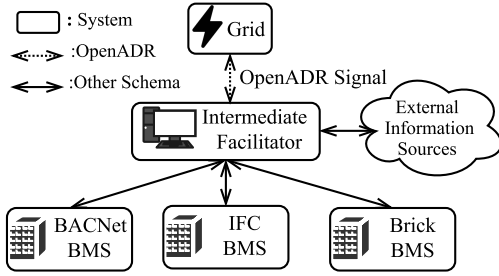 : System
:OpenADR
:Other Schema
Grid
OpenADR Signal
Intermediate
Facilitator
External
Information
Sources
BACNet
BMS
IFC
BMS
Brick
BMS